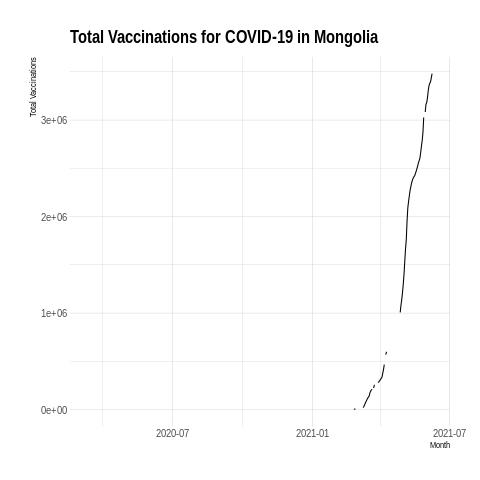 Total Vaccinations for COVID-19 in Mongolia
Total Vaccinations
3e+06
2e+06
1e+06
0e+00
2020-07
2021-01
2021-07
Month